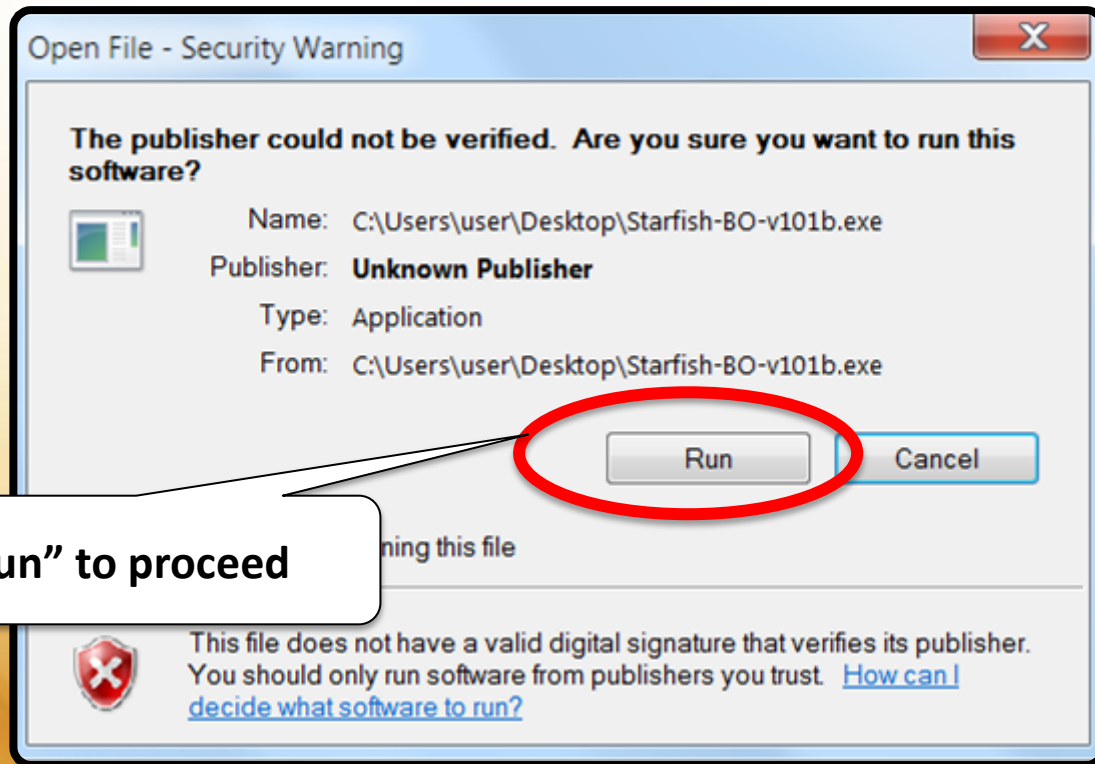 Open File - Security Warning
The publisher could not be verified. Are you sure you want to run this
software?
Name: C:\Users\user\Desktop\Starfish-BO-v101b.exe
Publisher: Unknown Publisher
Type: Application
From: C:\Users\user\Desktop\Starfish-BO-v101b.exe
Run Cancel
” to proceed
this file
This file does not have a valid digital signature that verifies its publisher.
You should only run software from publishers you trust. How can I
decide what software to run?